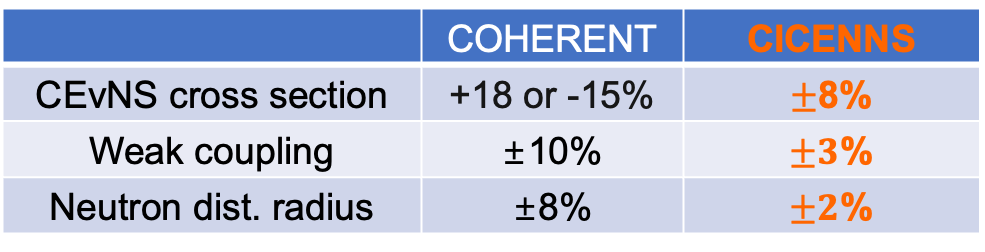 COHERENT CICENNS
CEvNS cross section +18 or -15% ±8%
Weak coupling ±10% ±3%
Neutron dist. radius ±8% ±2%